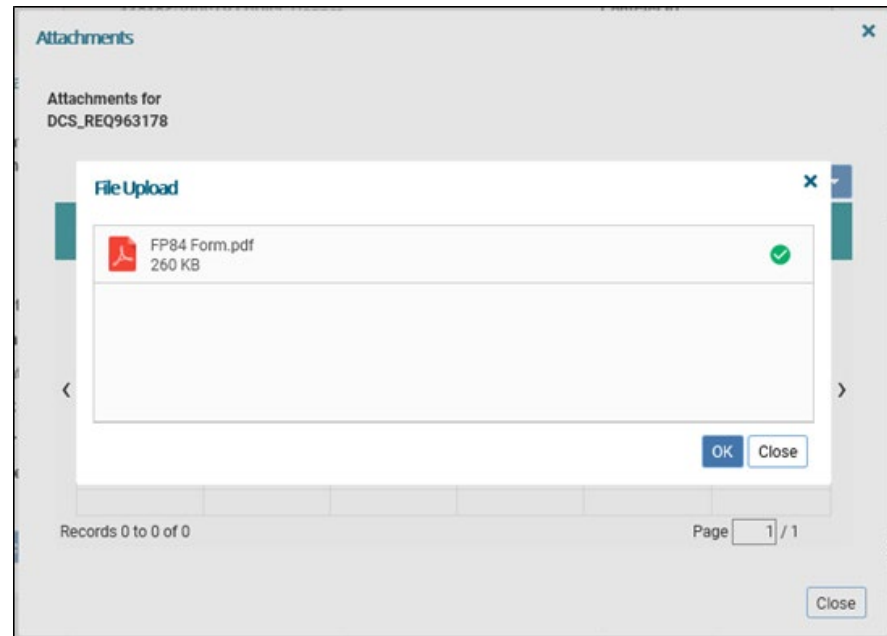 Attachments
Attachments for
DCS_REQ963178
File Upload
FP84 Form.pdf
260 KB
OK
Close
Records 0 to 0 of 0
Page 1 / 1
Close